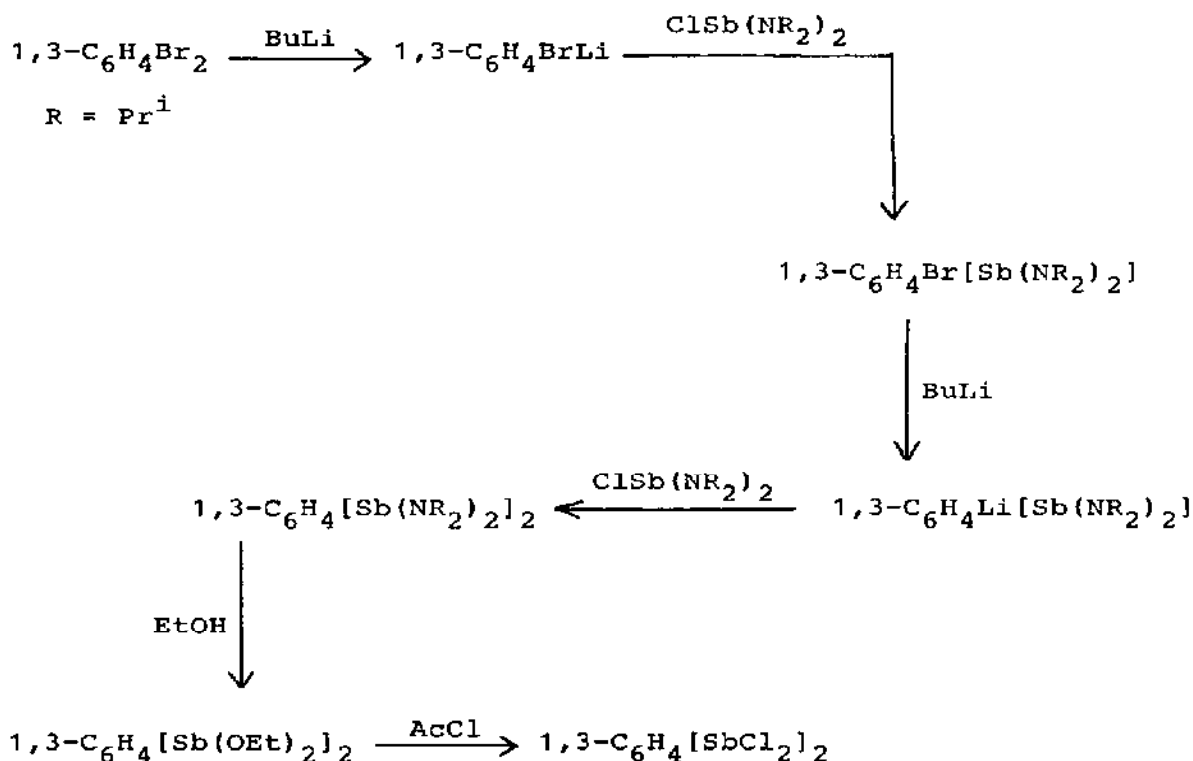 BuLi ClSb(NR₂)₂
1,3-C₆H₄Br₂ 1,3-C₆H₄BrLi
R = Prⁱ
1,3-C₆H₄Br[Sb(NR₂)₂]
BuLi
ClSb(NR₂)₂
1,3-C₆H₄[Sb(NR₂)₂]₂ 1,3-C₆H₄Li[Sb(NR₂)₂]
EtOH
AcCl
1,3-C₆H₄[Sb(OEt)₂]₂ 1,3-C₆H₄[SbCl₂]₂